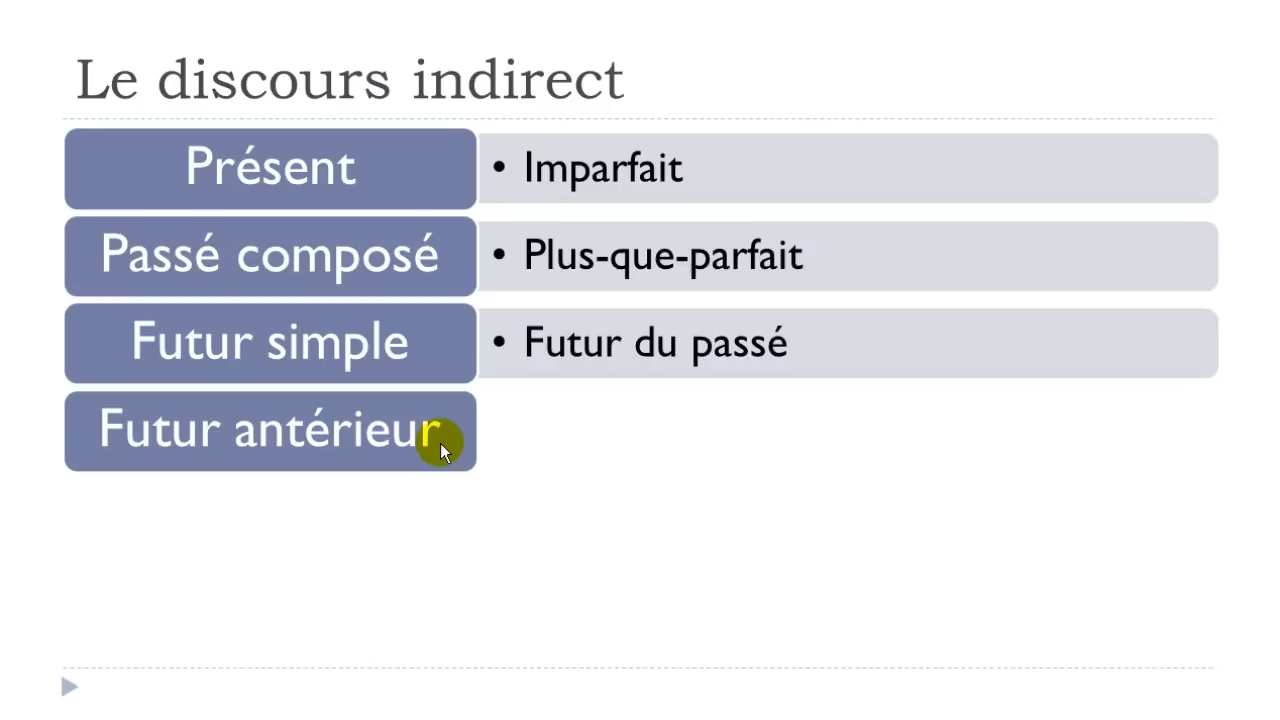 Le discours indirect
Présent
• Imparfait
Passé composé
• Plus-que-parfait
Futur simple
• Futur du passé
Futur antérieur